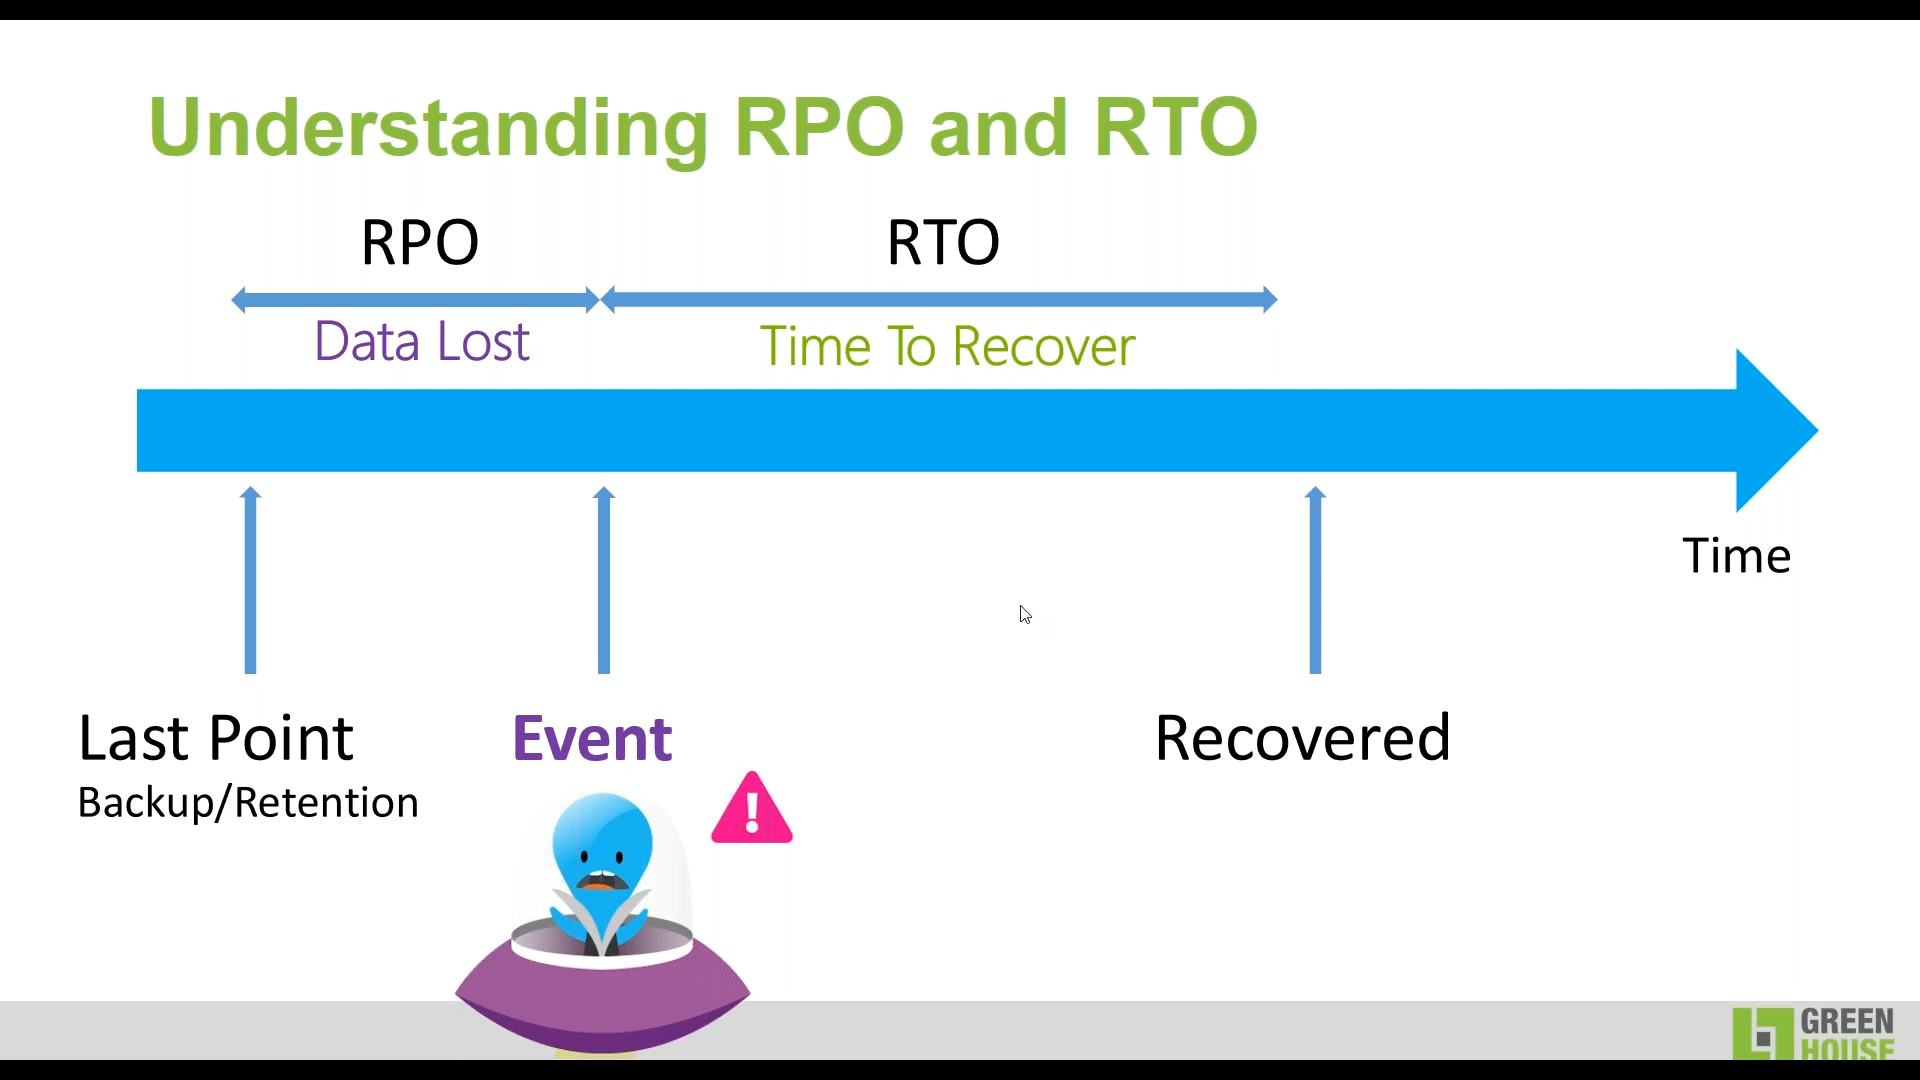 Understanding RPO and RTO
RPO
RTO
Data Lost
Time To Recover
Time
Last Point
Backup/Retention
Event
!
Recovered
GREEN
HOUSE